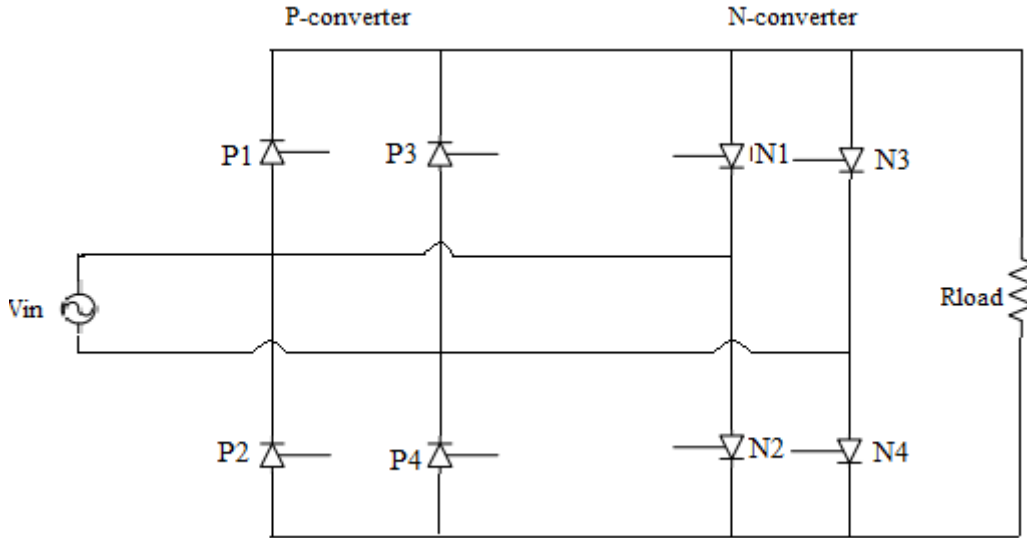 P-converter
N-converter
P1
P3
N1
N3
Vin
Rload
P2
P4
N2
N4